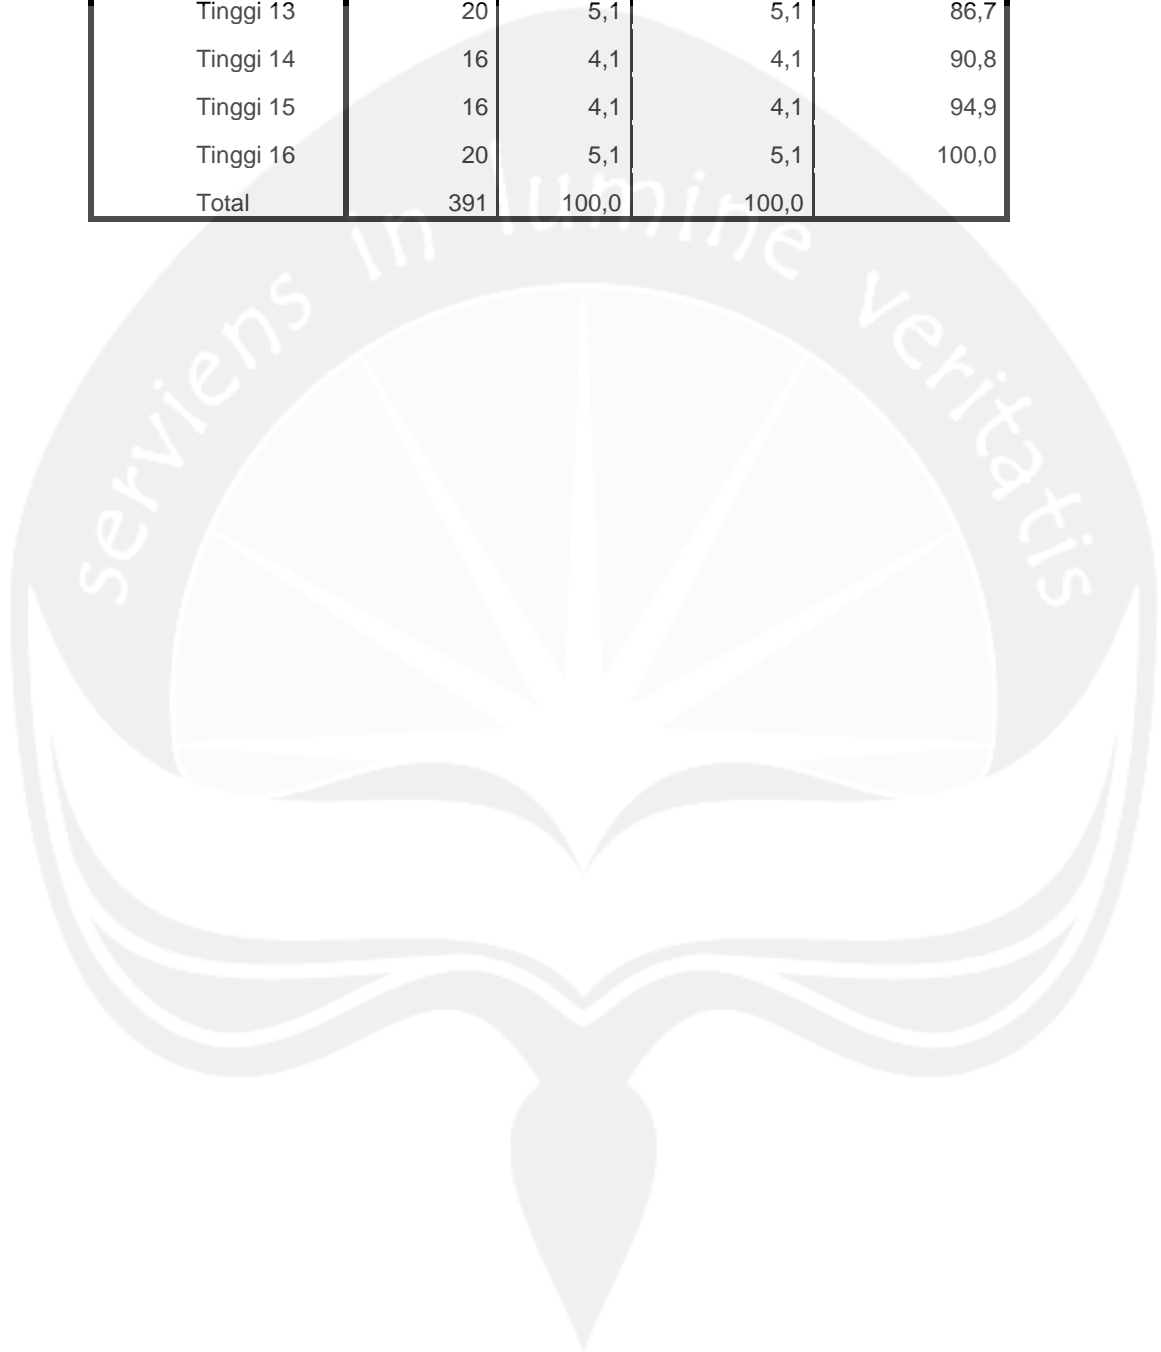 Tinggi 13 20 5,1 5,1 86,7
Tinggi 14 16 4,1 4,1 90,8
Tinggi 15 16 4,1 4,1 94,9
Tinggi 16 20 5,1 5,1 100,0
Total 391 100,0 100,0
serviens in lumine veritatis